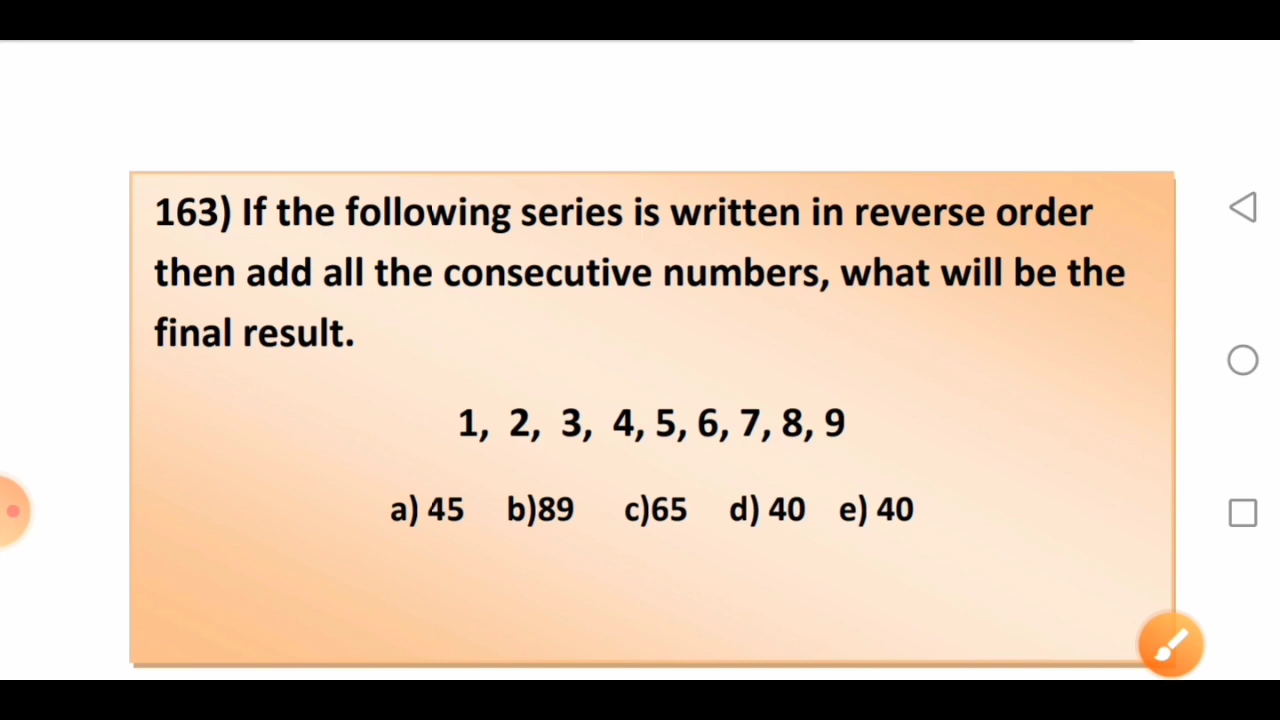 163) If the following series is written in reverse order
then add all the consecutive numbers, what will be the
final result.
1, 2, 3, 4, 5, 6, 7, 8, 9
a) 45 b)89 c)65 d) 40 e) 40